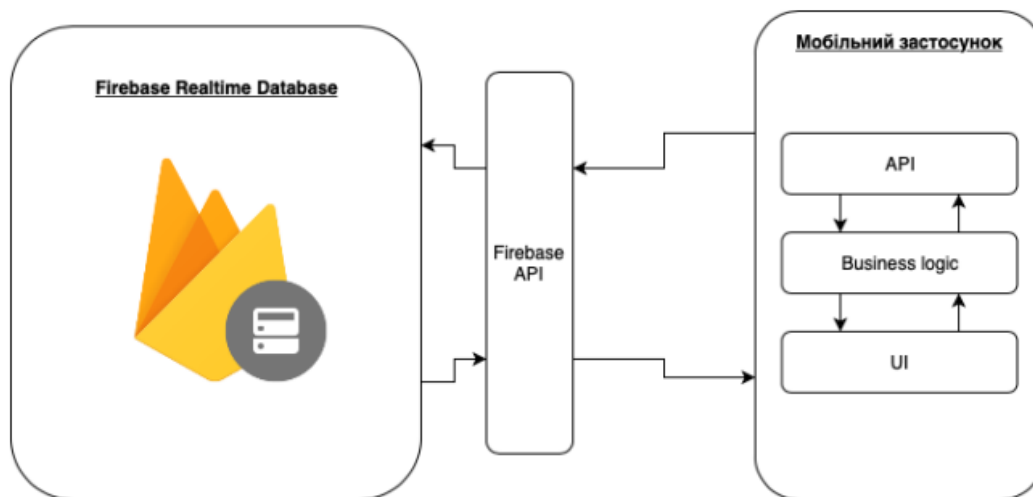 Firebase Realtime Database
Мобільний застосунок
Firebase
API
API
Business logic
UI